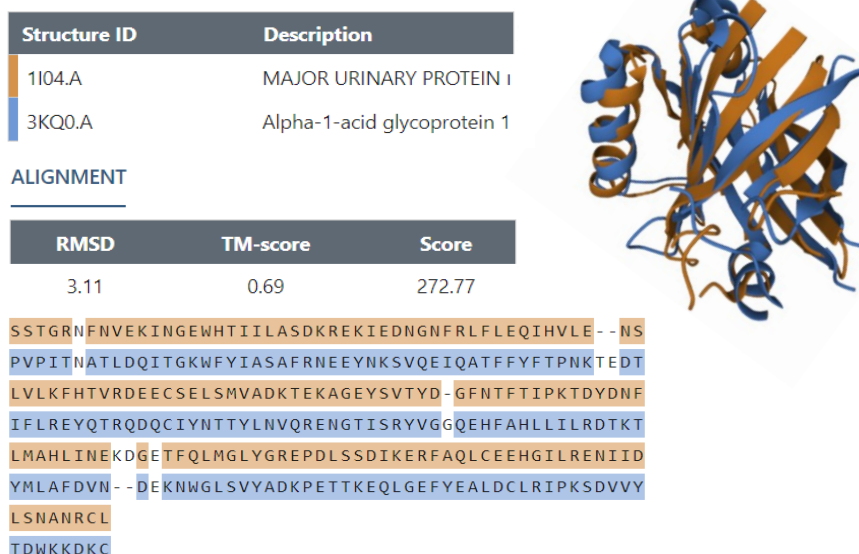 Structure ID Description
1I04.A MAJOR URINARY PROTEIN I
3KQ0.A Alpha-1-acid glycoprotein 1
ALIGNMENT
RMSD TM-score Score
3.11 0.69 272.77
SSTGRNFNVEKINGEWHTIILASDKREKIEDNGNFRLFLEQIHVLE--NS
PVPITNATLDQITGKWFYIASAFRNEEYNKSVQEIQATFFYFTPNKTEDT
LVLKFHTVRDEECSELSMVADKTEKAGEYSVTYD-GFNTFTIPKTDYDNF
IFLREYQTRQDQCIYNTTYLNVQRENGTISRYVGGQEHFAHLLILRDTKT
LMAHLINEKDGETFQLMGLYGREPDLSSDIKERFAQLCEEHGILRENIID
YMLAFDVN--DEKNWGLSVYADKPETTKEQLGEFYEALDCLRIPKSDVVY
LSNANRCL
TDWKKDKC